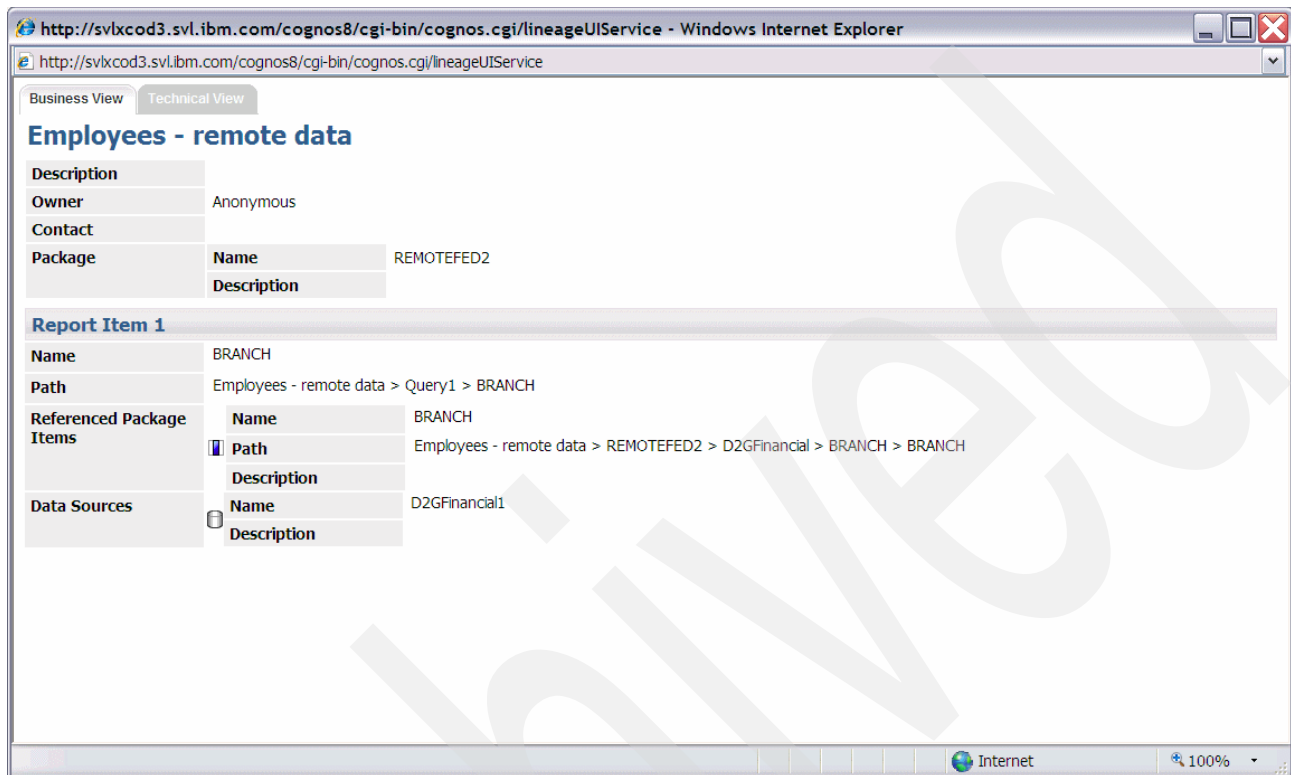 http://svlxcod3.svl.ibm.com/cognos8/cgi-bin/cognos.cgi/lineageUIService - Windows Internet Explorer
http://svlxcod3.svl.ibm.com/cognos8/cgi-bin/cognos.cgi/lineageUIService
Business View Technical View
Employees - remote data
Description
Owner Anonymous
Contact
Package Name REMOTEFED2
Description
Report Item 1
Name BRANCH
Path Employees - remote data > Query1 > BRANCH
Referenced Package Items Name BRANCH
Path Employees - remote data > REMOTEFED2 > D2GFinancial > BRANCH > BRANCH
Description
Data Sources Name D2GFinancial1
Description
hived
Internet 100%